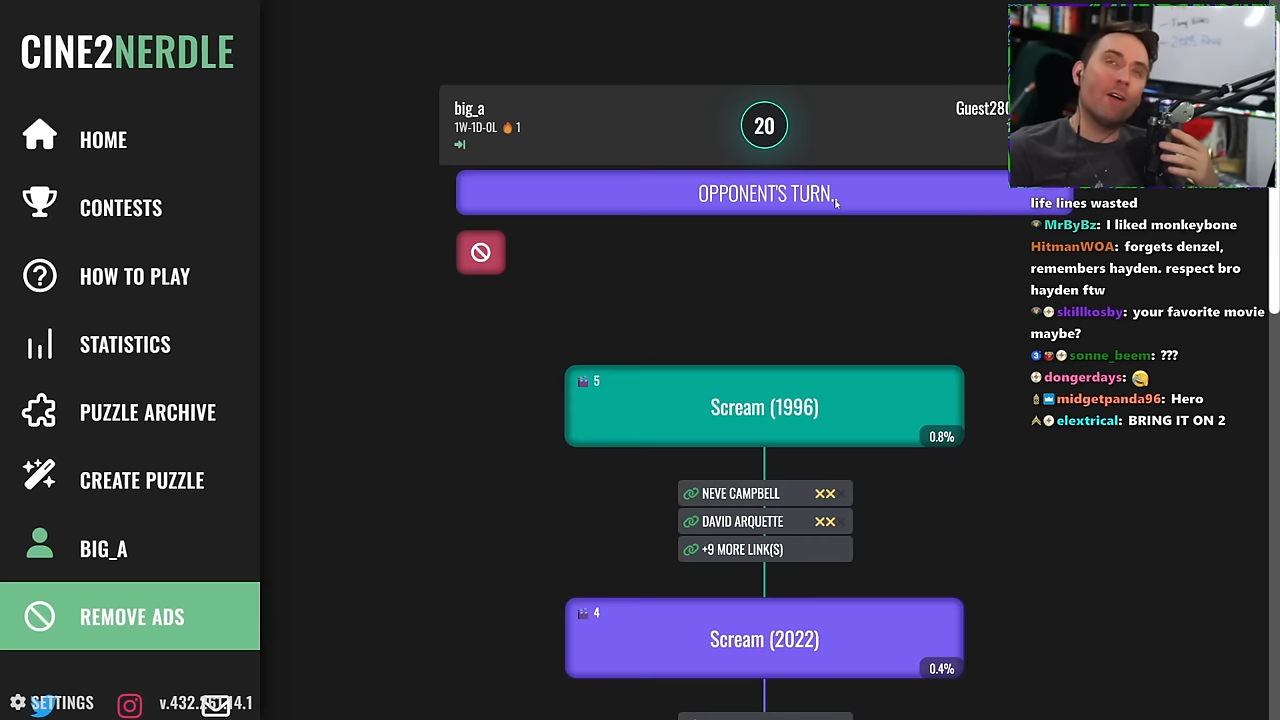 CINE2NERDLE
HOME
CONTESTS
HOW TO PLAY
STATISTICS
PUZZLE ARCHIVE
CREATE PUZZLE
BIG_A
REMOVE ADS
SETTINGS
big_a
1W-1D-0L 🔥 1
20
OPPONENT'S TURN.
5
Scream (1996)
0.8%
NEVE CAMPBELL
DAVID ARQUETTE
+9 MORE LINK(S)
4
Scream (2022)
0.4%
life lines wasted
MrByBz: I liked monkeybone
HitmanWOA: forgets denzel,
remembers hayden. respect bro
hayden ftw
skillkosby: your favorite movie
maybe?
sonne_beem: ???
dongerdays:
midgetpanda96: Hero
elextrical: BRING IT ON 2